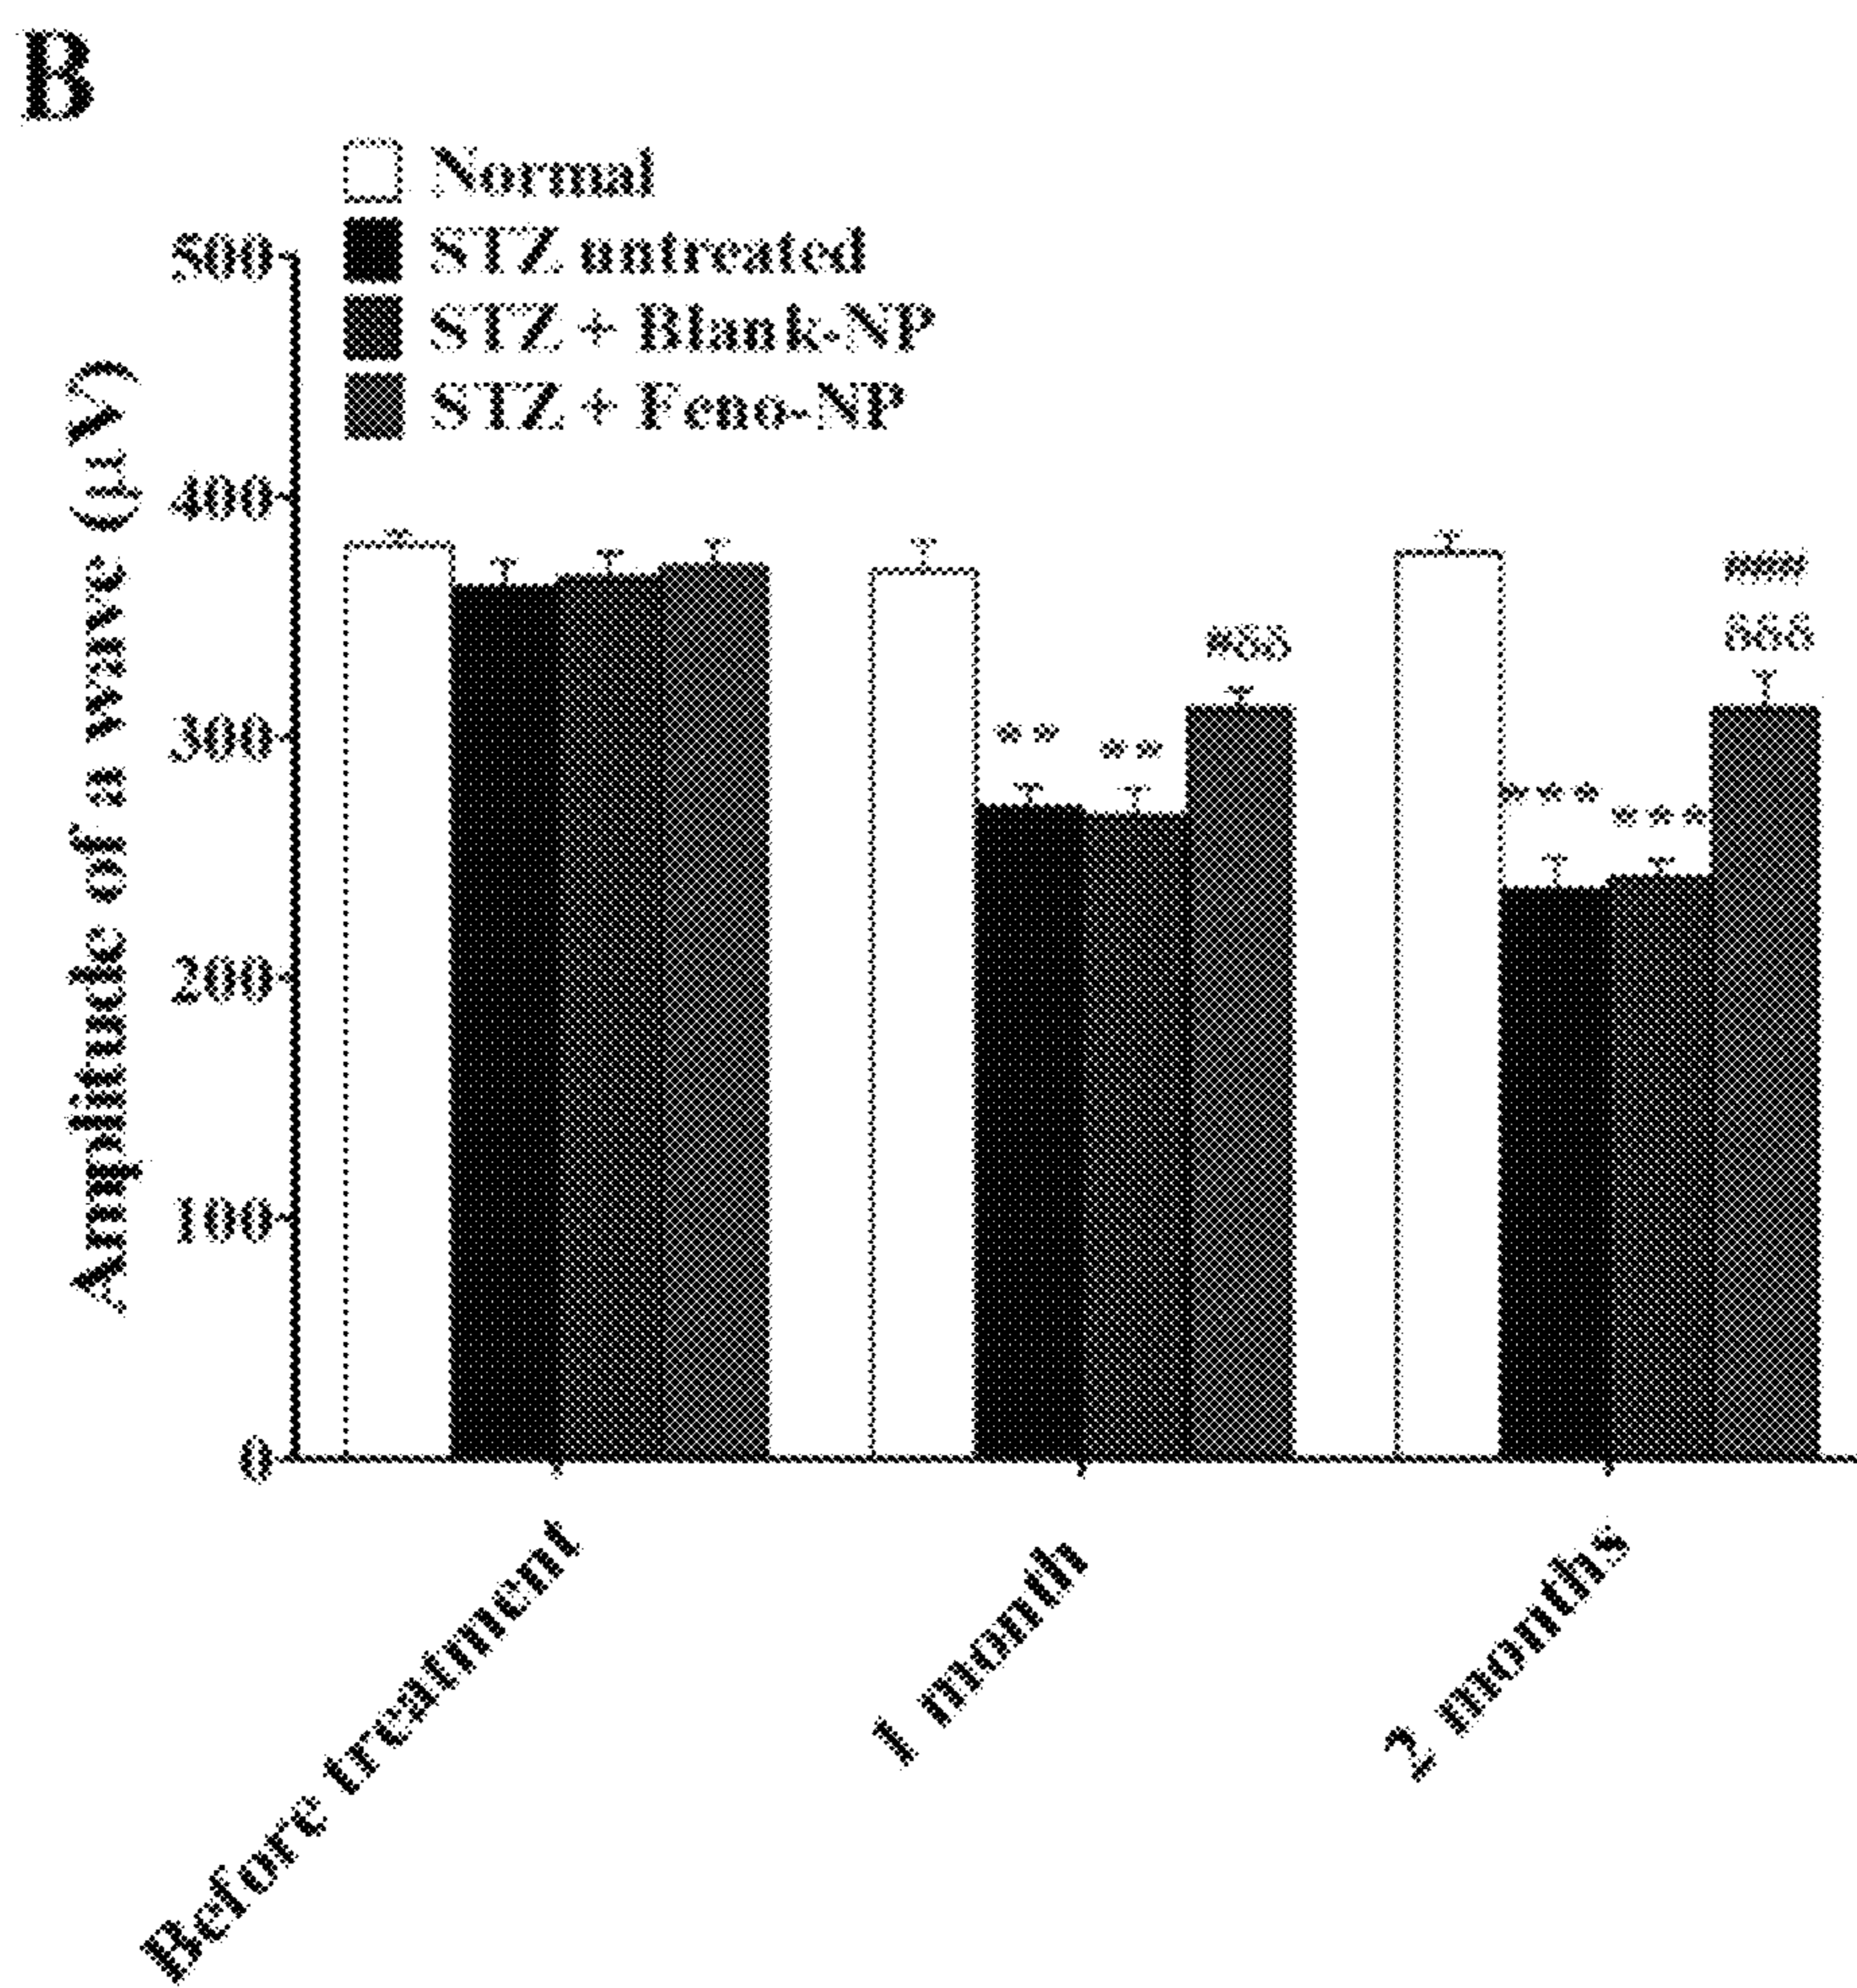 B
Normal
STZ untreated
STZ + Blank-NP
STZ + Feno-NP
Amplitude of a wave (μV)
500
400
300
200
100
0
**
**
***
***
Before treatment
1 month
2 months